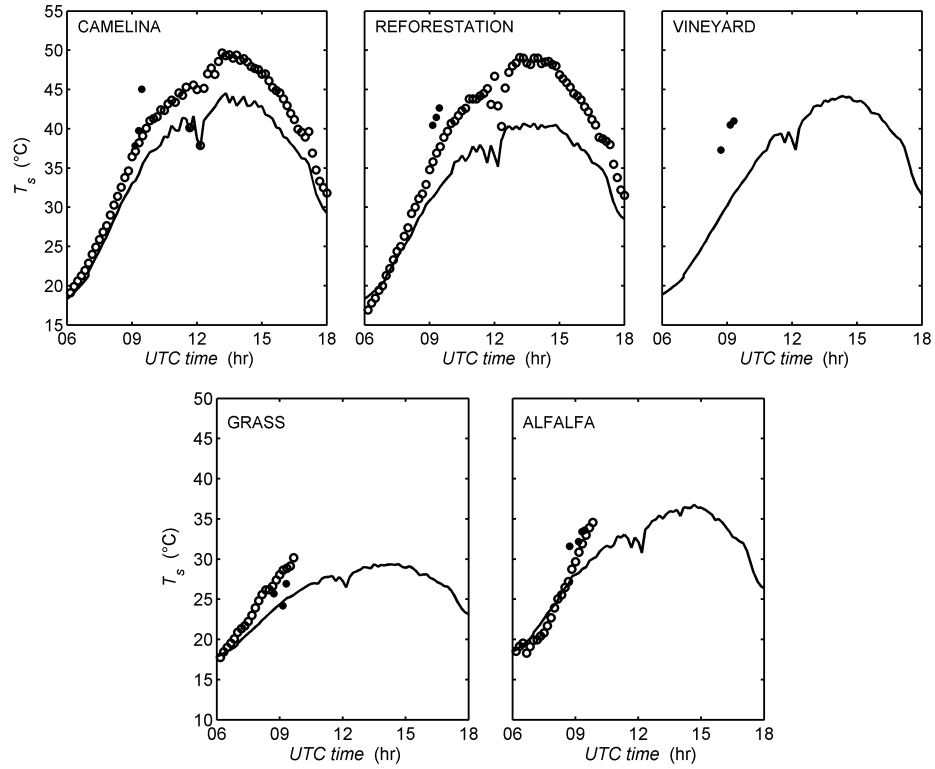 CAMELINA
REFORESTATION
VINEYARD
55
50
45
40
35
30
25
20
15
T_s (°C)
06 09 12 15 18
06 09 12 15 18
06 09 12 15 18
UTC time (hr)
UTC time (hr)
UTC time (hr)
GRASS
ALFALFA
50
45
40
35
30
25
20
15
10
T_s (°C)
06 09 12 15 18
06 09 12 15 18
UTC time (hr)
UTC time (hr)